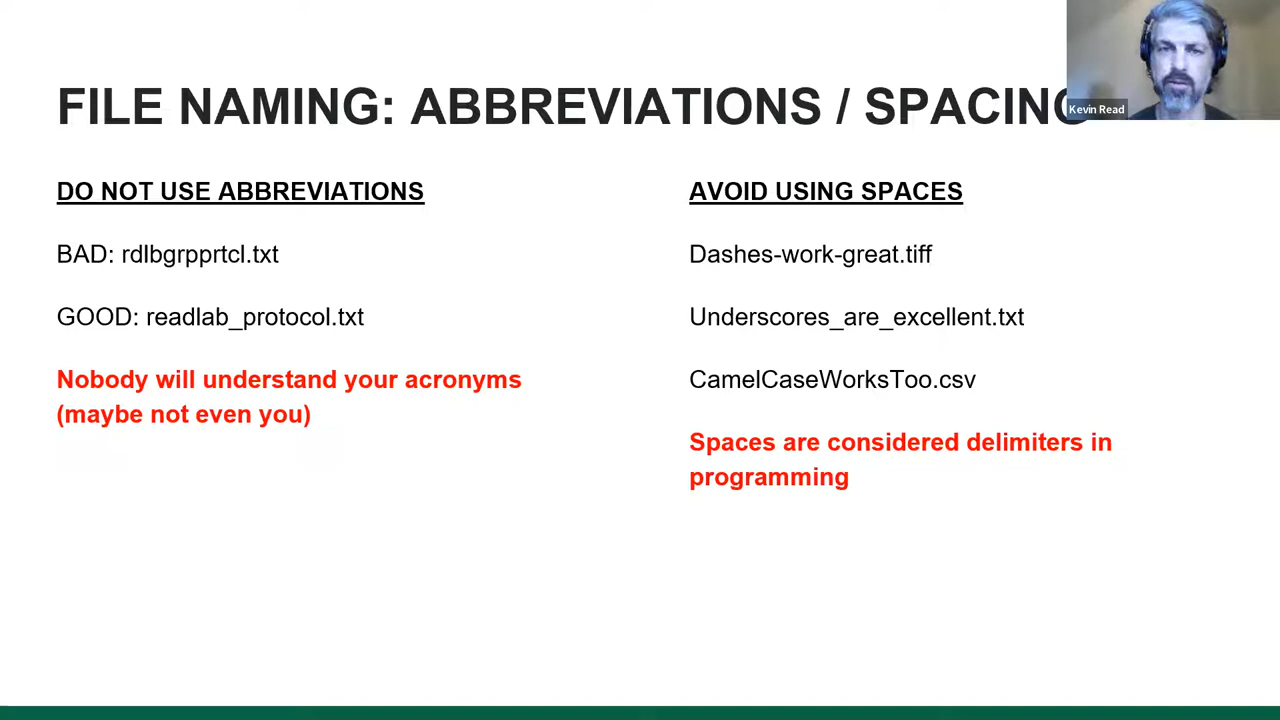 FILE NAMING: ABBREVIATIONS / SPACING
Kevin Read
DO NOT USE ABBREVIATIONS
BAD: rdlbgrpprtcl.txt
GOOD: readlab_protocol.txt
Nobody will understand your acronyms
(maybe not even you)
AVOID USING SPACES
Dashes-work-great.tiff
Underscores_are_excellent.txt
CamelCaseWorksToo.csv
Spaces are considered delimiters in
programming